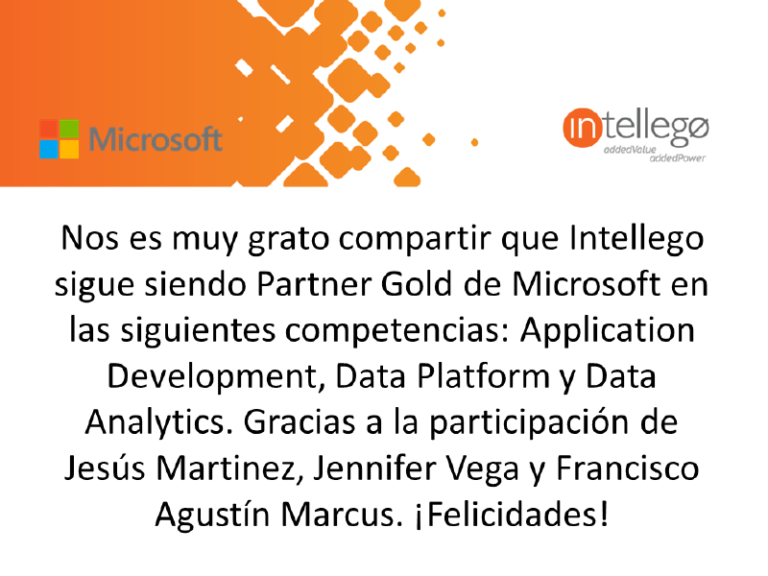 Microsoft
intellegø
addedValue
addedPower
Nos es muy grato compartir que Intellego
sigue siendo Partner Gold de Microsoft en
las siguientes competencias: Application
Development, Data Platform y Data
Analytics. Gracias a la participación de
Jesús Martinez, Jennifer Vega y Francisco
Agustín Marcus. ¡Felicidades!